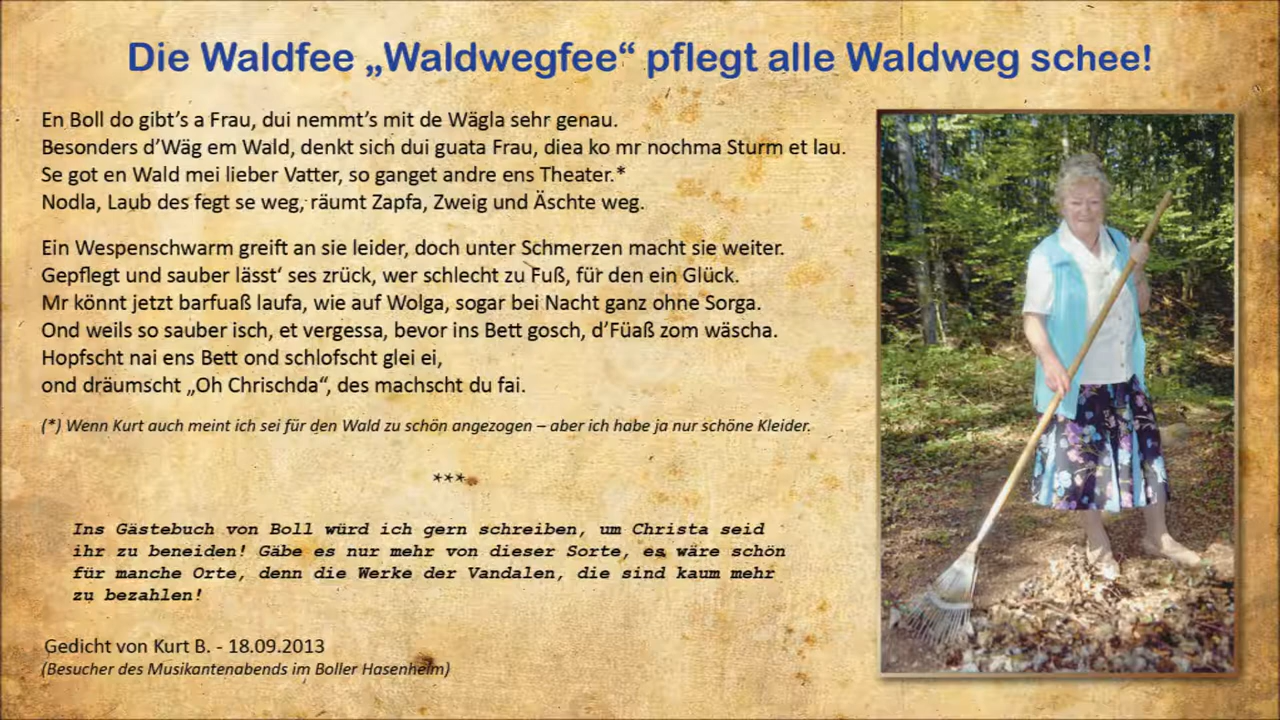 Die Waldfee „Waldwegfee“ pflegt alle Waldweg schee!
En Boll do gibt’s a Frau, dui nemmt’s mit de Wägla sehr genau.
Besonders d’Wäg em Wald, denkt sich dui guata Frau, diea ko mr nochma Sturm et lau.
Se got en Wald mei lieber Vatter, so ganget andre ens Theater.*
Nodla, Laub des fegt se weg, räumt Zapfa, Zweig und Äschte weg.
Ein Wespenschwarm greift an sie leider, doch unter Schmerzen macht sie weiter.
Gepflegt und sauber lässt‘ ses zrück, wer schlecht zu Fuß, für den ein Glück.
Mr könnt jetzt barfuaß laufa, wie auf Wolga, sogar bei Nacht ganz ohne Sorga.
Ond weils so sauber isch, et vergessa, bevor ins Bett gosch, d’Füaß zom wäscha.
Hopfscht nai ens Bett ond schlofscht glei ei,
ond dräumscht „Oh Chrischda“, des machscht du fai.
(*) Wenn Kurt auch meint ich sei für den Wald zu schön angezogen – aber ich habe ja nur schöne Kleider.
***
Ins Gästebuch von Boll würd ich gern schreiben, um Christa seid
ihr zu beneiden! Gäbe es nur mehr von dieser Sorte, es wäre schön
für manche Orte, denn die Werke der Vandalen, die sind kaum mehr
zu bezahlen!
Gedicht von Kurt B. - 18.09.2013
(Besucher des Musikantenabends im Boller Hasenheim)